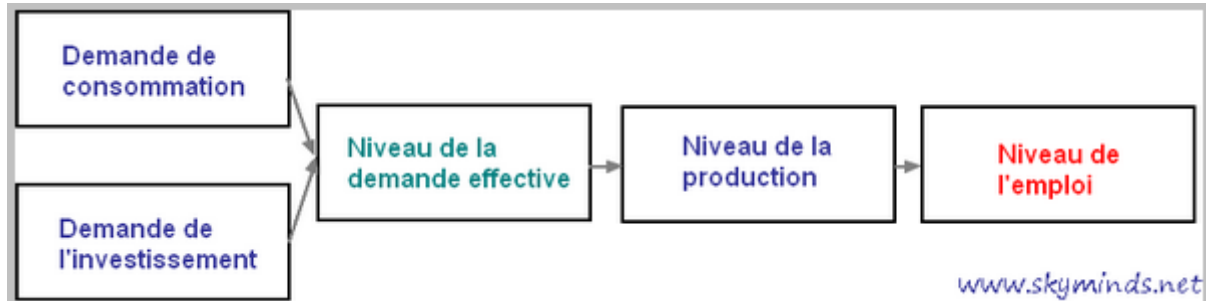 Demande de
consommation
Demande de
l'investissement
Niveau de la
demande effective
Niveau de la
production
Niveau de
l'emploi
www.skyminds.net